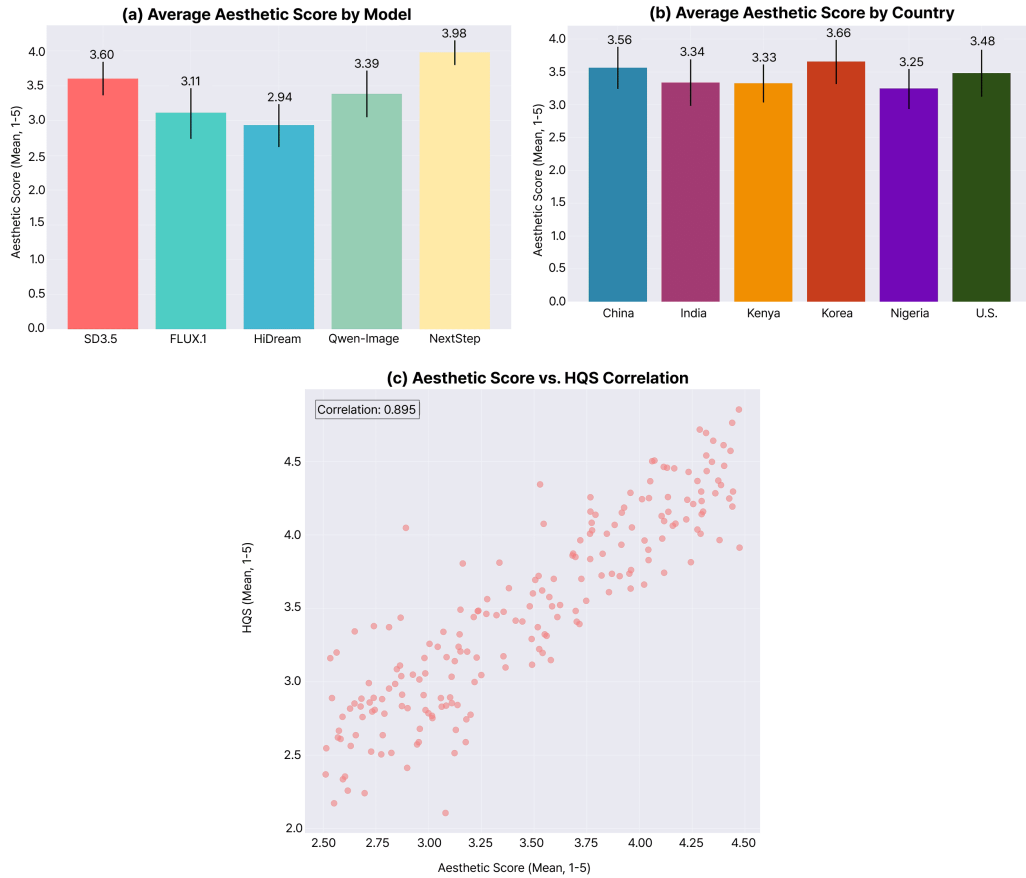 (a) Average Aesthetic Score by Model
Aesthetic Score (Mean, 1-5)
4.0
3.5
3.0
2.5
2.0
1.5
1.0
0.5
0.0
3.60
3.11
2.94
3.39
3.98
SD3.5
FLUX.1
HiDream
Qwen-Image
NextStep
(b) Average Aesthetic Score by Country
Aesthetic Score (Mean, 1-5)
4.0
3.5
3.0
2.5
2.0
1.5
1.0
0.5
0.0
3.56
3.34
3.33
3.66
3.25
3.48
China
India
Kenya
Korea
Nigeria
U.S.
(c) Aesthetic Score vs. HQS Correlation
Correlation: 0.895
HQS (Mean, 1-5)
4.5
4.0
3.5
3.0
2.5
2.0
2.50
2.75
3.00
3.25
3.50
3.75
4.00
4.25
4.50
Aesthetic Score (Mean, 1-5)